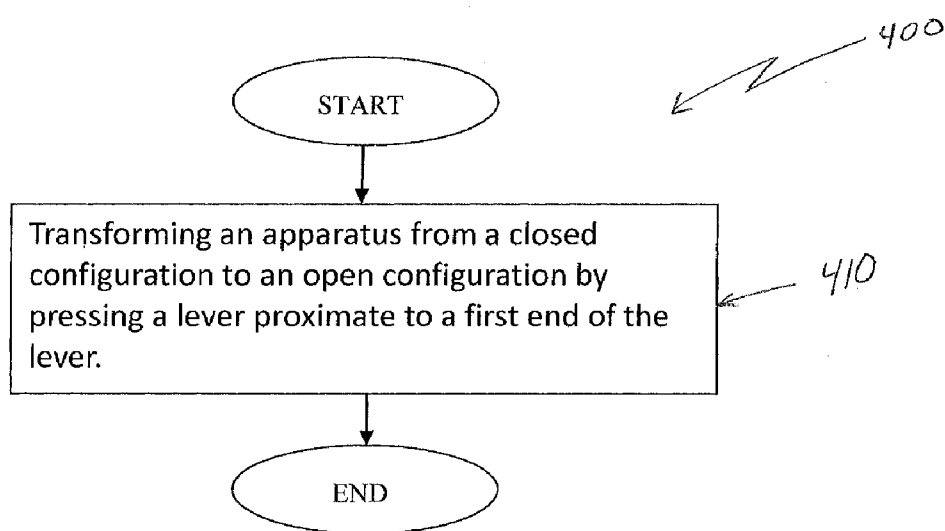 400
START
Transforming an apparatus from a closed
configuration to an open configuration by
pressing a lever proximate to a first end of the
lever.
410
END